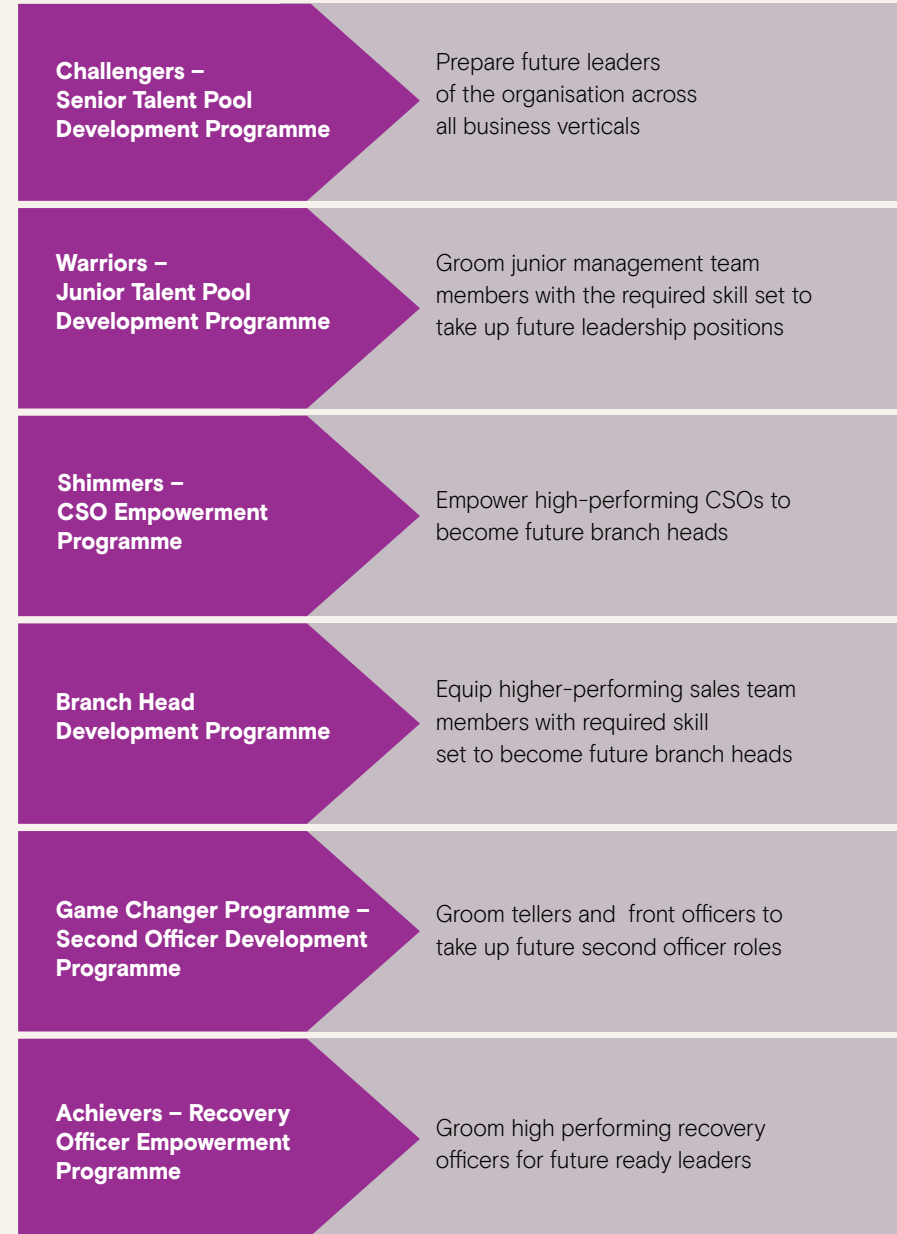 Challengers –
Senior Talent Pool
Development Programme
Prepare future leaders
of the organisation across
all business verticals
Warriors –
Junior Talent Pool
Development Programme
Groom junior management team
members with the required skill set to
take up future leadership positions
Shimmers –
CSO Empowerment
Programme
Empower high-performing CSOs to
become future branch heads
Branch Head
Development Programme
Equip higher-performing sales team
members with required skill
set to become future branch heads
Game Changer Programme –
Second Officer Development
Programme
Groom tellers and  front officers to
take up future second officer roles
Achievers – Recovery
Officer Empowerment
Programme
Groom high performing recovery
officers for future ready leaders